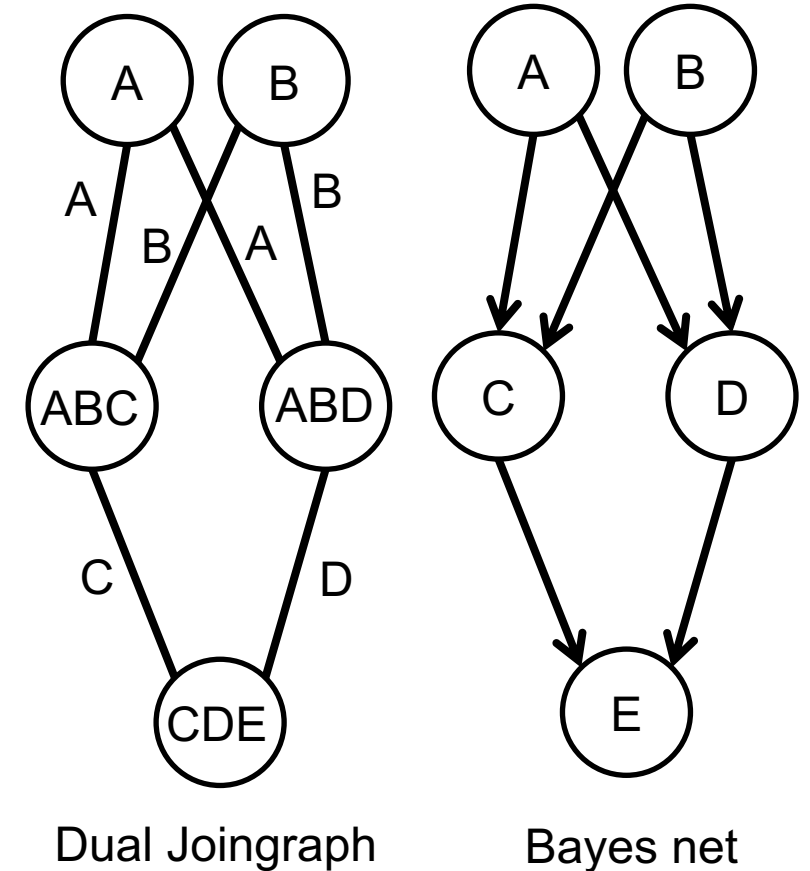 A B
A B
A
B
B A
ABC ABD
C D
C D
CDE
E
Dual Joingraph
Bayes net